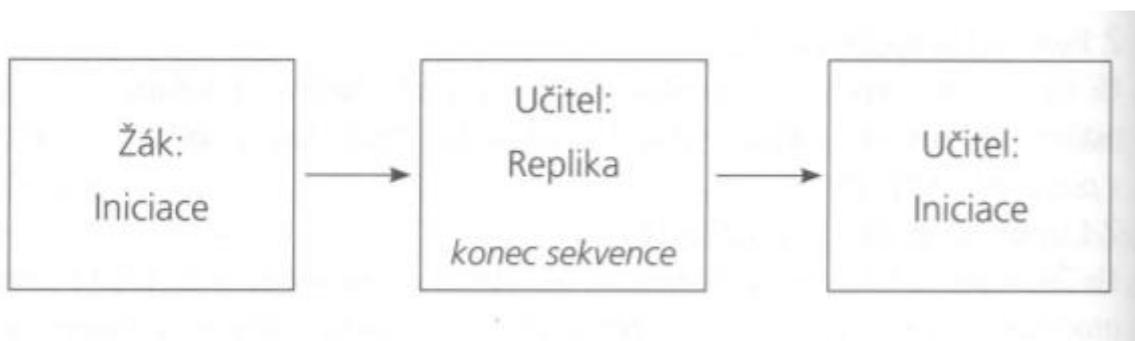 Žák:
Iniciace
Učitel:
Replika
konec sekvence
Učitel:
Iniciace